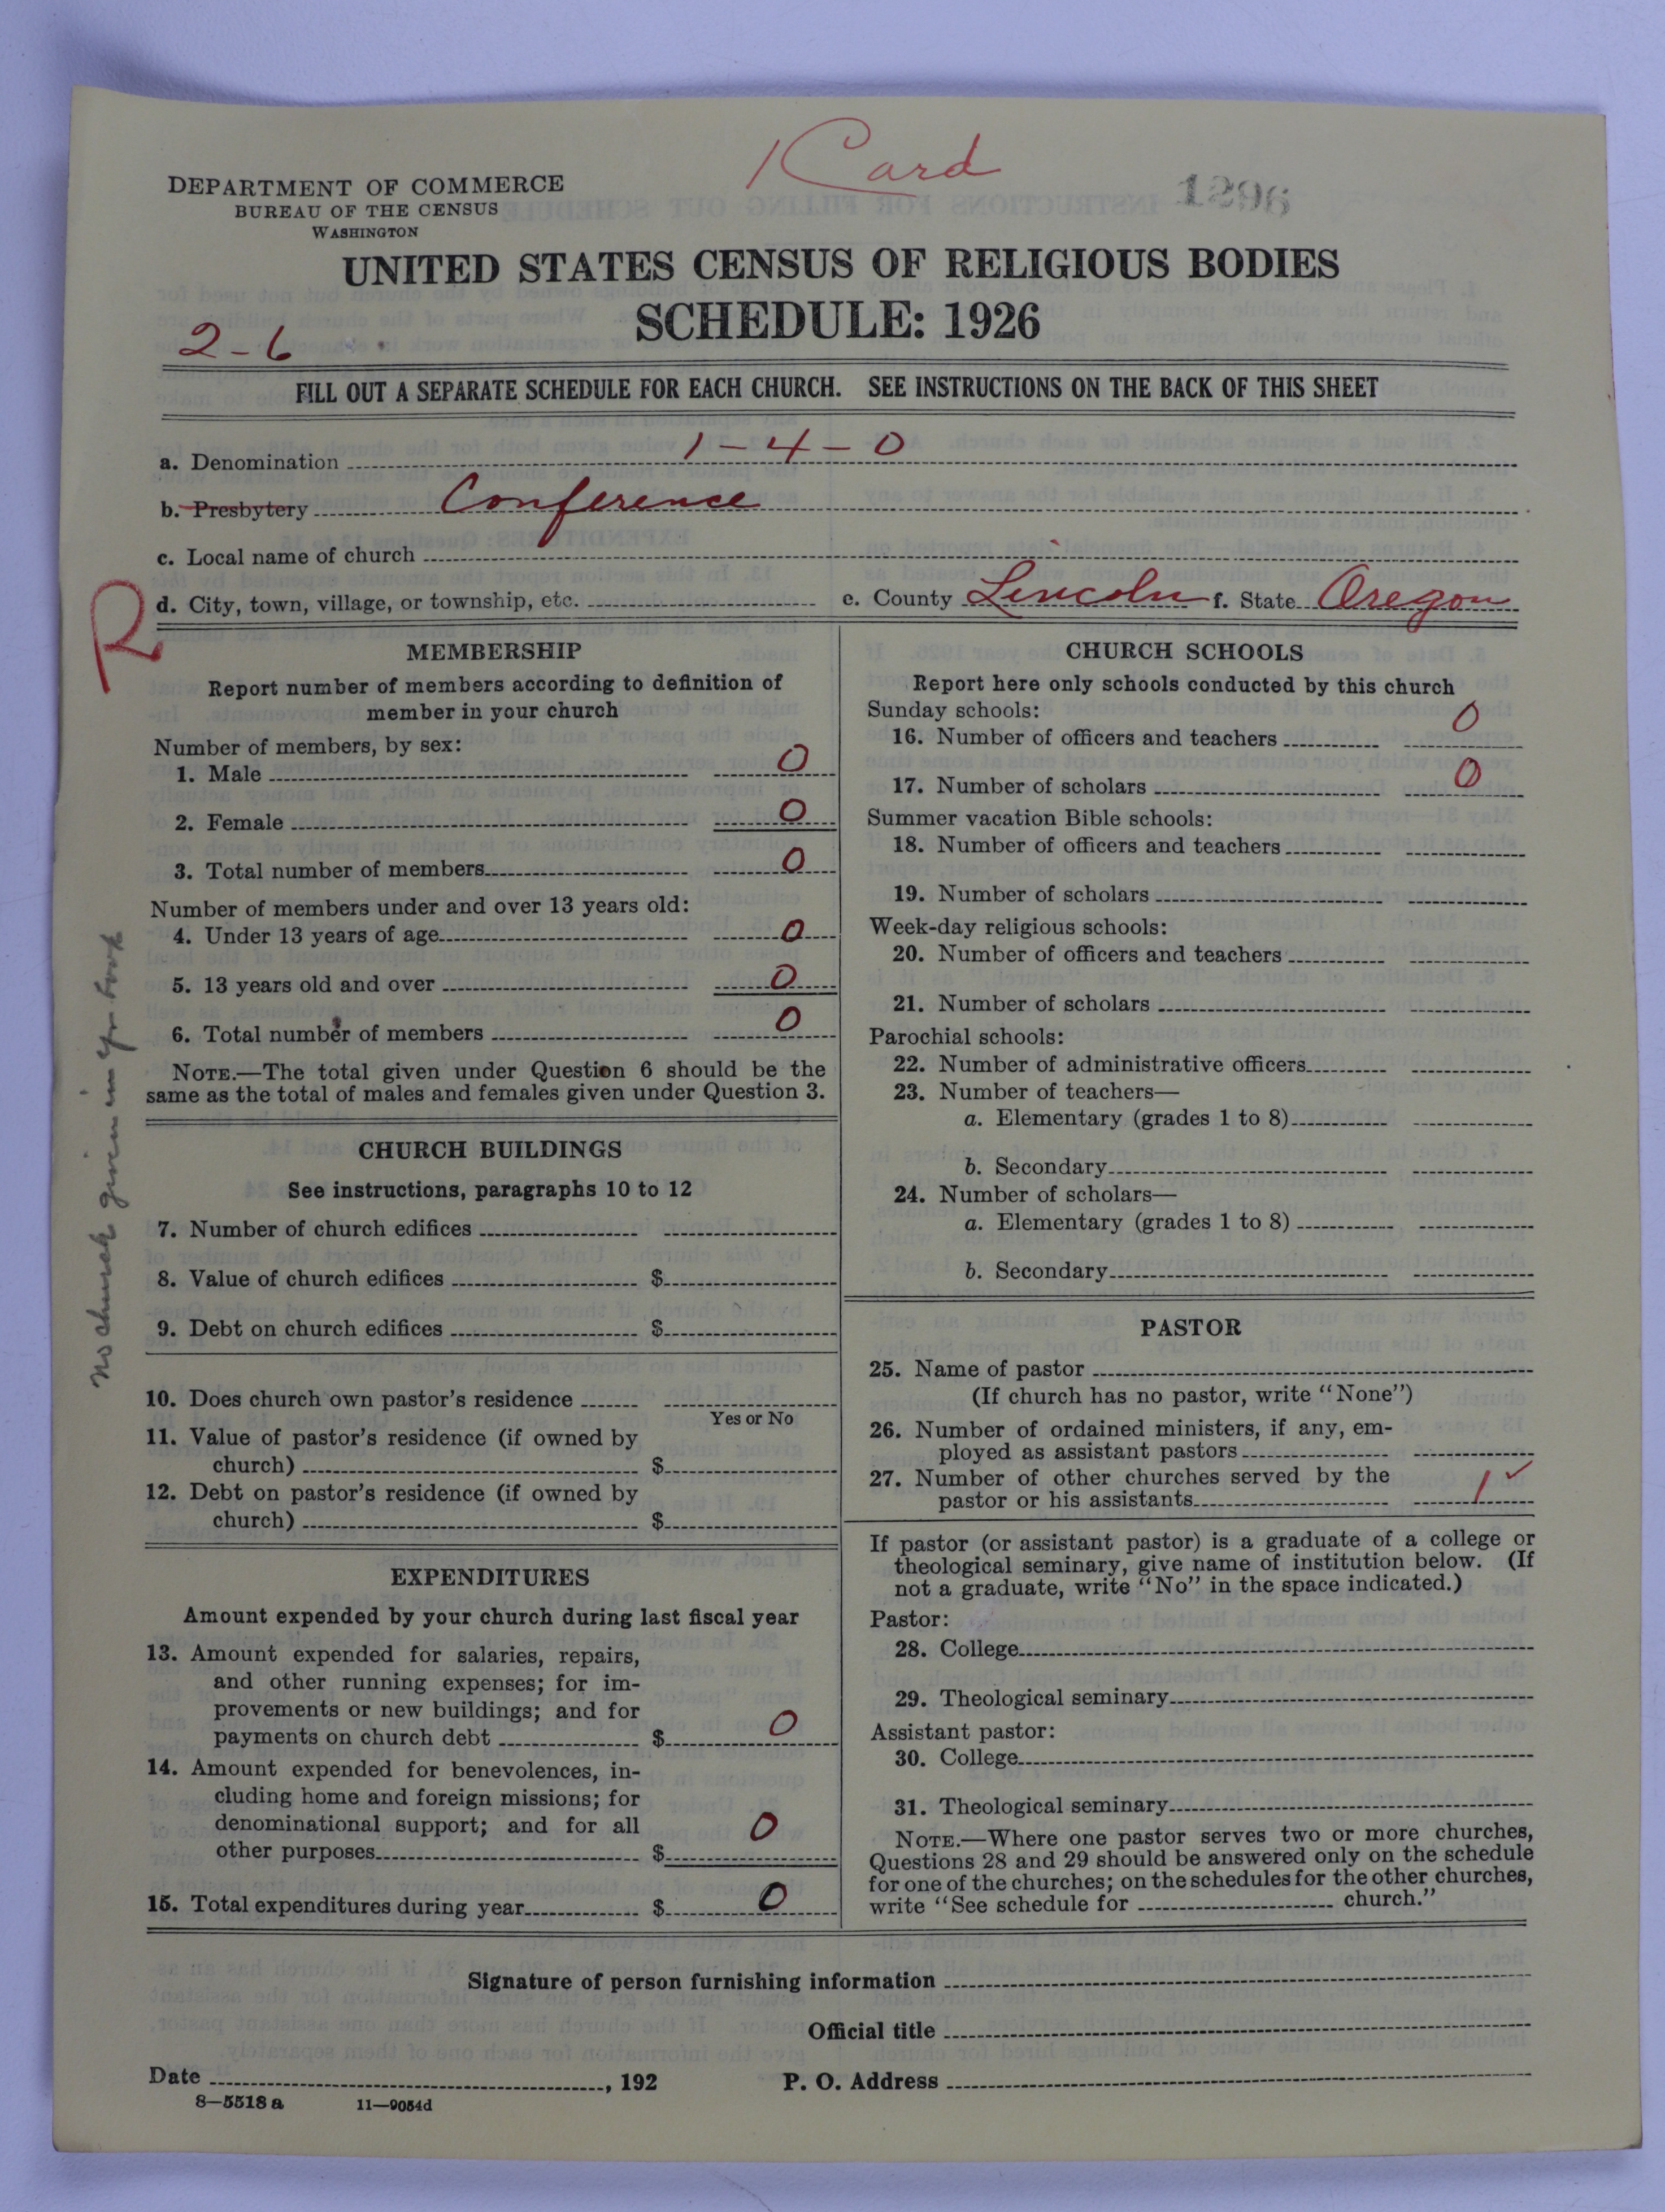 1 Card
1296
DEPARTMENT OF COMMERCE
BUREAU OF THE CENSUS
WASHINGTON
UNITED STATES CENSUS OF RELIGIOUS BODIES
SCHEDULE: 1926
2-6
FILL OUT A SEPARATE SCHEDULE FOR EACH CHURCH. SEE INSTRUCTIONS ON THE BACK OF THIS SHEET
a. Denomination 1-4-0
b. Presbytery Conference
c. Local name of church
d. City, town, village, or township, etc. e. County Lincoln f. State Oregon
R
MEMBERSHIP
Report number of members according to definition of
member in your church
Number of members, by sex:
1. Male 0
2. Female 0
3. Total number of members 0
Number of members under and over 13 years old:
4. Under 13 years of age 0
5. 13 years old and over 0
6. Total number of members 0
NOTE.—The total given under Question 6 should be the
same as the total of males and females given under Question 3.
No church given in yr book
CHURCH BUILDINGS
See instructions, paragraphs 10 to 12
7. Number of church edifices
8. Value of church edifices $
9. Debt on church edifices $
10. Does church own pastor's residence
Yes or No
11. Value of pastor's residence (if owned by
church) $
12. Debt on pastor's residence (if owned by
church) $
EXPENDITURES
Amount expended by your church during last fiscal year
13. Amount expended for salaries, repairs,
and other running expenses; for im-
provements or new buildings; and for
payments on church debt $ 0
14. Amount expended for benevolences, in-
cluding home and foreign missions; for
denominational support; and for all
other purposes $ 0
15. Total expenditures during year $ 0
CHURCH SCHOOLS
Report here only schools conducted by this church
Sunday schools:
16. Number of officers and teachers 0
17. Number of scholars 0
Summer vacation Bible schools:
18. Number of officers and teachers
19. Number of scholars
Week-day religious schools:
20. Number of officers and teachers
21. Number of scholars
Parochial schools:
22. Number of administrative officers
23. Number of teachers—
a. Elementary (grades 1 to 8)
b. Secondary
24. Number of scholars—
a. Elementary (grades 1 to 8)
b. Secondary
PASTOR
25. Name of pastor
(If church has no pastor, write "None")
26. Number of ordained ministers, if any, em-
ployed as assistant pastors
27. Number of other churches served by the
pastor or his assistants 1 ✓
If pastor (or assistant pastor) is a graduate of a college or
theological seminary, give name of institution below. (If
not a graduate, write "No" in the space indicated.)
Pastor:
28. College
29. Theological seminary
Assistant pastor:
30. College
31. Theological seminary
NOTE.—Where one pastor serves two or more churches,
Questions 28 and 29 should be answered only on the schedule
for one of the churches; on the schedules for the other churches,
write "See schedule for church."
Signature of person furnishing information
Official title
Date , 192 P. O. Address
8—5518 a 11—9054d